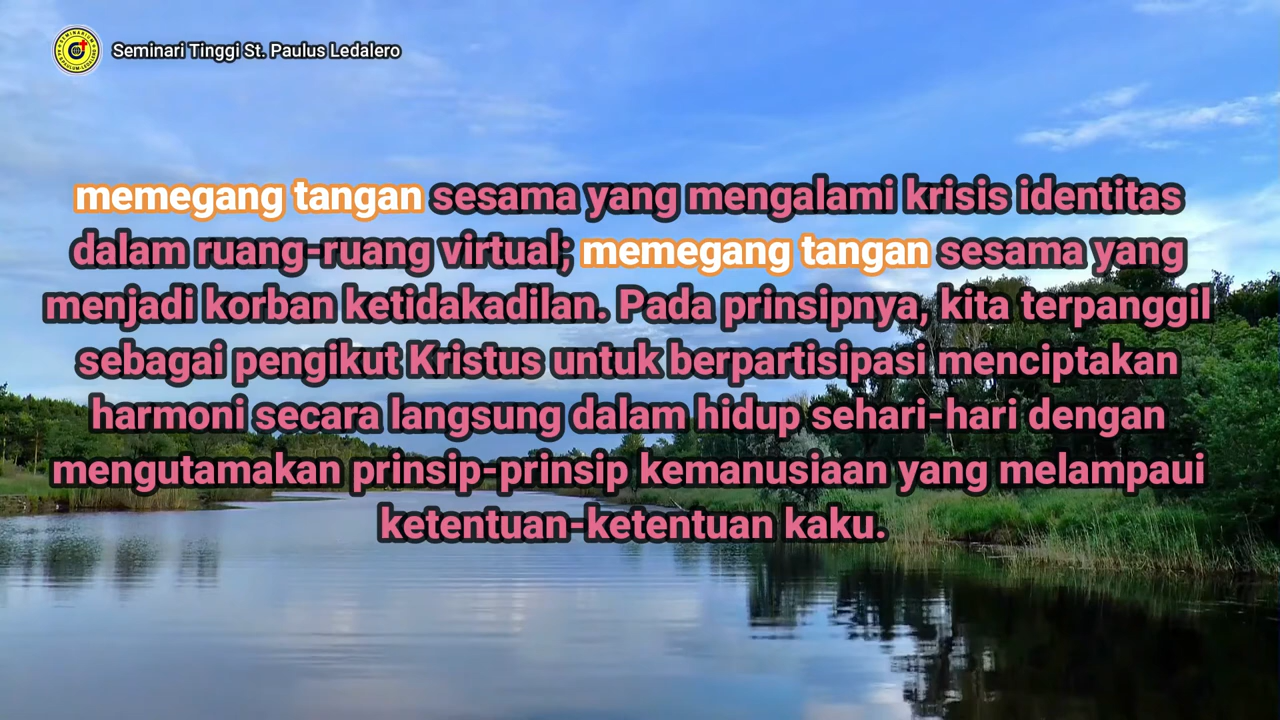 Seminari Tinggi St. Paulus Ledalero
memegang tangan sesama yang mengalami krisis identitas
dalam ruang-ruang virtual; memegang tangan sesama yang
menjadi korban ketidakadilan. Pada prinsipnya, kita terpanggil
sebagai pengikut Kristus untuk berpartisipasi menciptakan
harmoni secara langsung dalam hidup sehari-hari dengan
mengutamakan prinsip-prinsip kemanusiaan yang melampaui
ketentuan-ketentuan kaku.